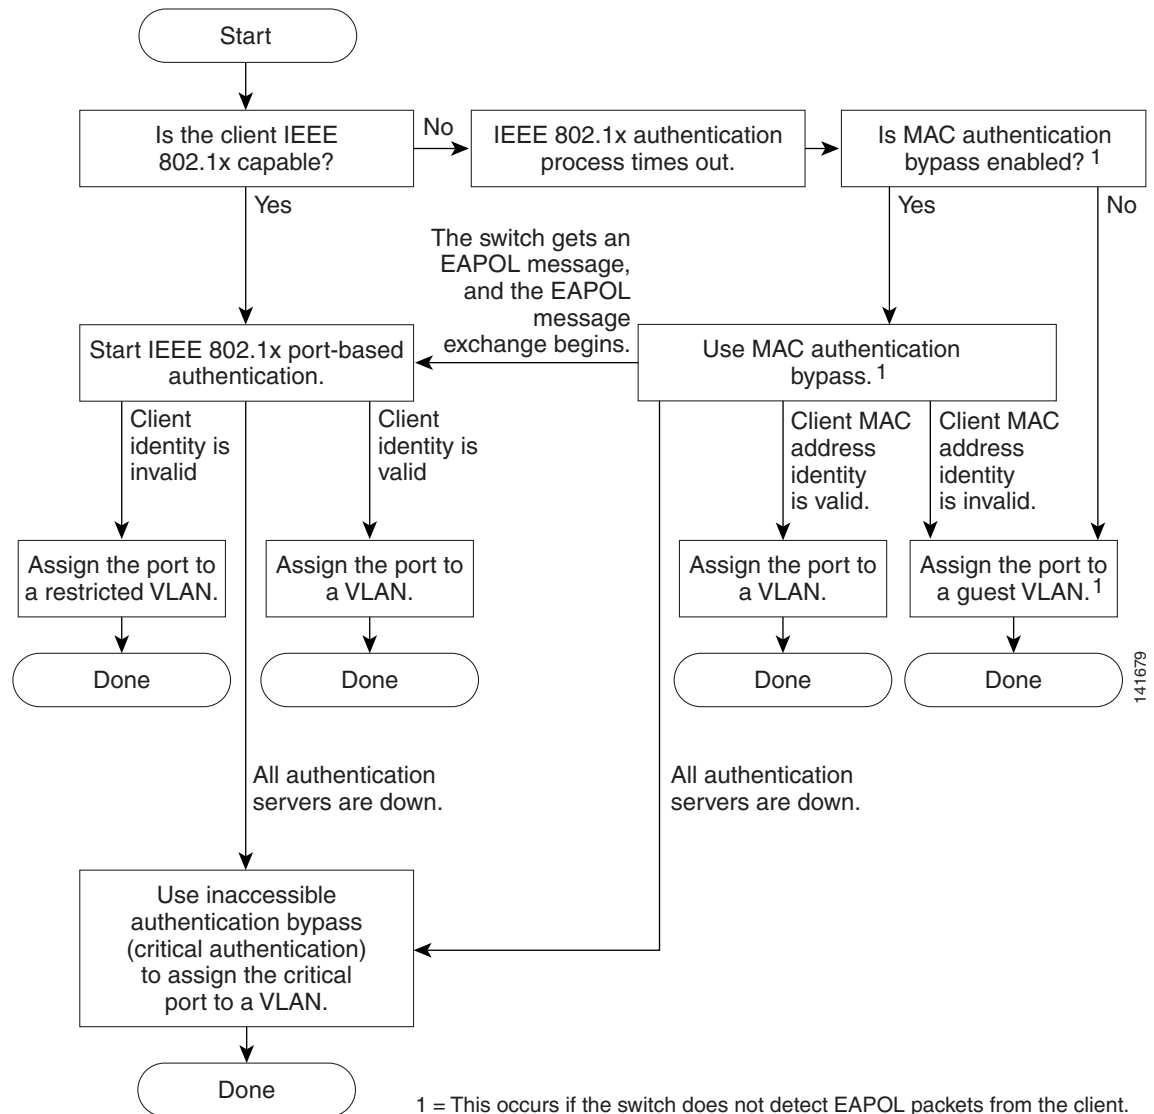 Start
Is the client IEEE
802.1x capable?
No
IEEE 802.1x authentication
process times out.
Is MAC authentication
bypass enabled? 1
Yes
Yes
No
The switch gets an
EAPOL message,
and the EAPOL
message
exchange begins.
Start IEEE 802.1x port-based
authentication.
Use MAC authentication
bypass. 1
Client
identity is
invalid
Client
identity is
valid
Client MAC
address
identity
is valid.
Client MAC
address
identity
is invalid.
Assign the port to
a restricted VLAN.
Assign the port to
a VLAN.
Assign the port to
a VLAN.
Assign the port to
a guest VLAN. 1
Done
Done
Done
Done
141679
All authentication
servers are down.
All authentication
servers are down.
Use inaccessible
authentication bypass
(critical authentication)
to assign the critical
port to a VLAN.
Done
1 = This occurs if the switch does not detect EAPOL packets from the client.